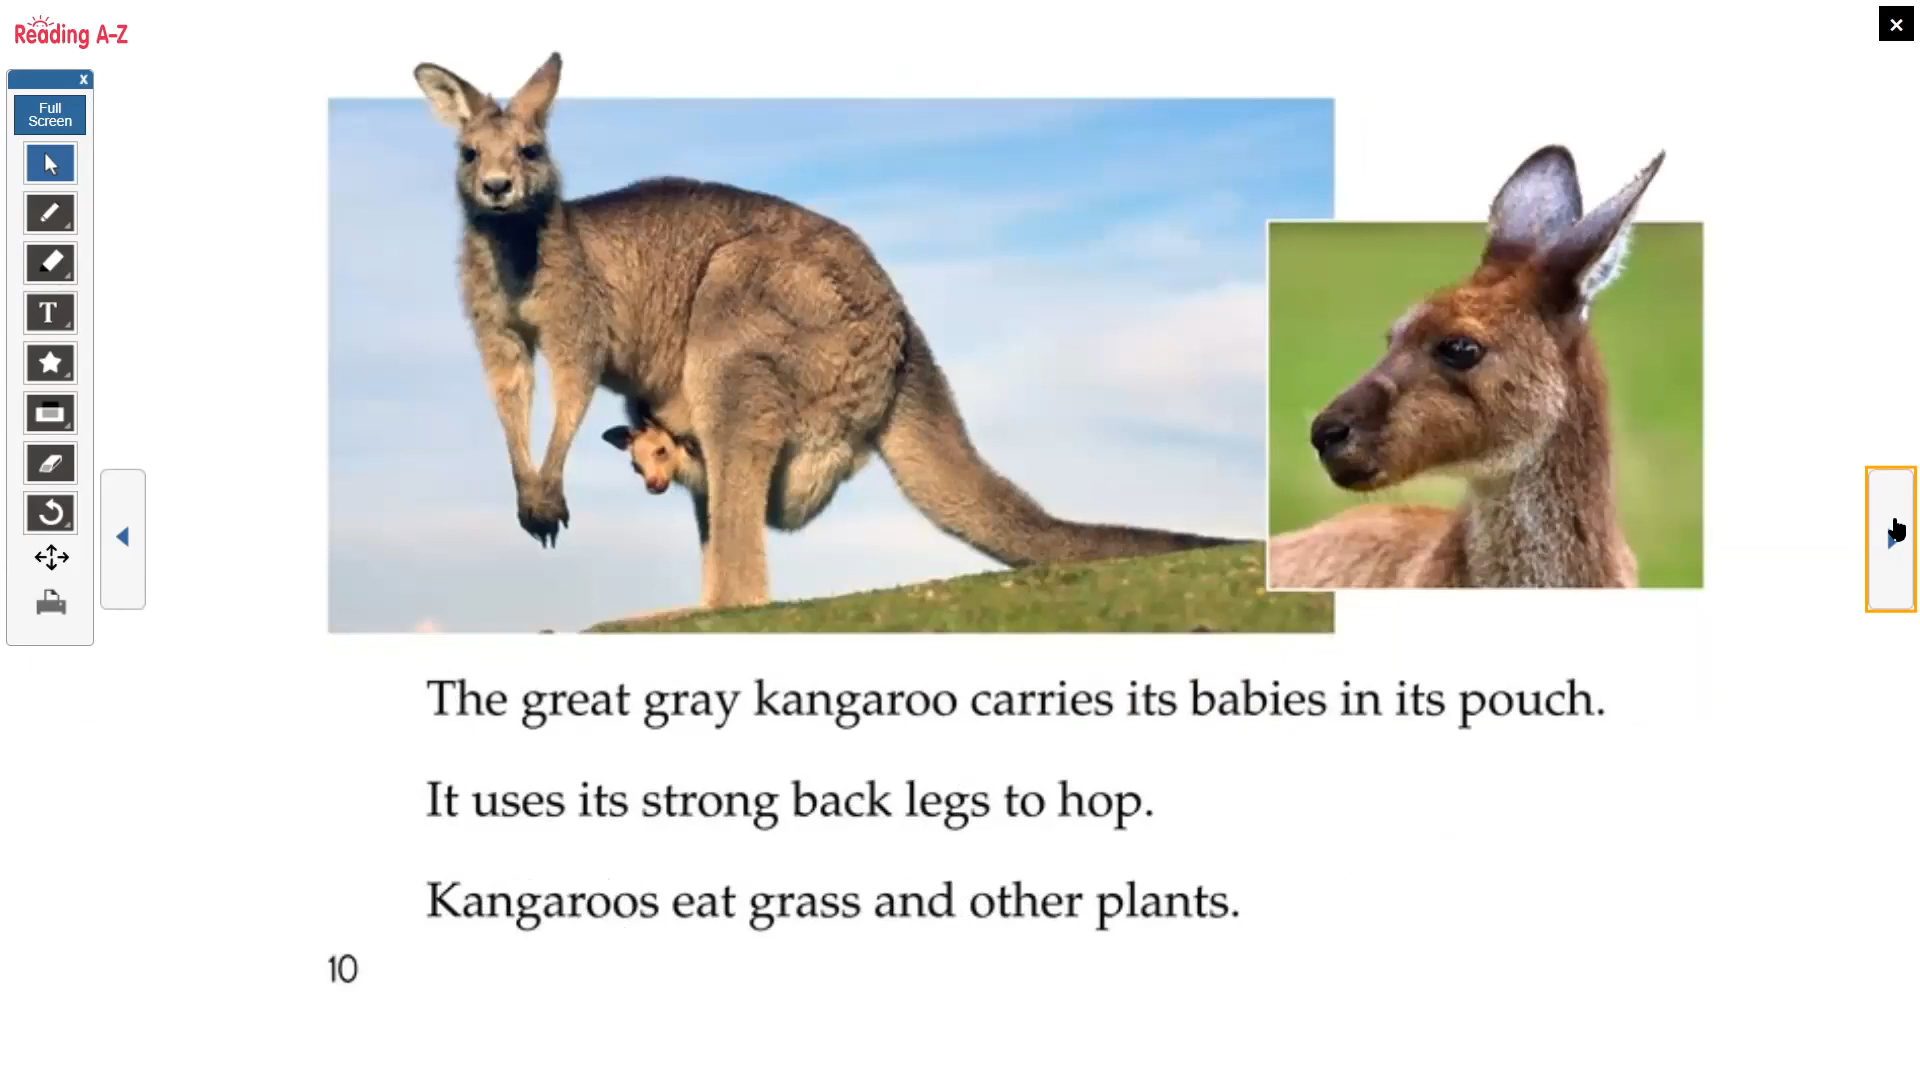 Reading A-Z
x
Full
Screen
T
The great gray kangaroo carries its babies in its pouch.
It uses its strong back legs to hop.
Kangaroos eat grass and other plants.
10